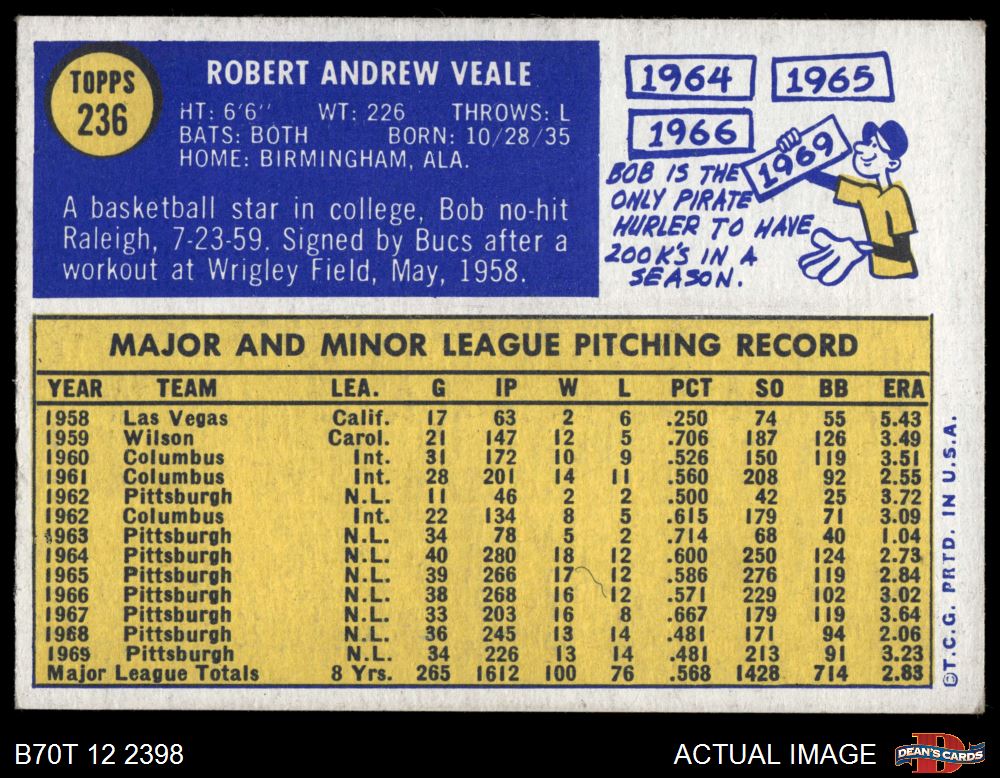 TOPPS
236
ROBERT ANDREW VEALE
HT: 6'6" WT: 226 THROWS: L
BATS: BOTH BORN: 10/28/35
HOME: BIRMINGHAM, ALA.
A basketball star in college, Bob no-hit
Raleigh, 7-23-59. Signed by Bucs after a
workout at Wrigley Field, May, 1958.
1964 1965
1966 1969
BOB IS THE
ONLY PIRATE
HURLER TO HAVE
200 K'S IN A
SEASON.
MAJOR AND MINOR LEAGUE PITCHING RECORD
YEAR TEAM LEA. G IP W L PCT SO BB ERA
1958 Las Vegas Calif. 17 63 2 6 .250 74 55 5.43
1959 Wilson Carol. 21 147 12 5 .706 187 126 3.49
1960 Columbus Int. 31 172 10 9 .526 150 119 3.51
1961 Columbus Int. 28 201 14 11 .560 208 92 2.55
1962 Pittsburgh N.L. 11 46 2 2 .500 42 25 3.72
1962 Columbus Int. 22 134 8 5 .615 179 71 3.09
1963 Pittsburgh N.L. 34 78 5 2 .714 68 40 1.04
1964 Pittsburgh N.L. 40 280 18 12 .600 250 124 2.73
1965 Pittsburgh N.L. 39 266 17 12 .586 276 119 2.84
1966 Pittsburgh N.L. 38 268 16 12 .571 229 102 3.02
1967 Pittsburgh N.L. 33 203 16 8 .667 179 119 3.64
1968 Pittsburgh N.L. 36 245 13 14 .481 171 94 2.06
1969 Pittsburgh N.L. 34 226 13 14 .481 213 91 3.23
Major League Totals 8 Yrs. 265 1612 100 76 .568 1428 714 2.83
©T.C.G. PRTD. IN U.S.A.
B70T 12 2398
ACTUAL IMAGE
DEAN'S CARDS